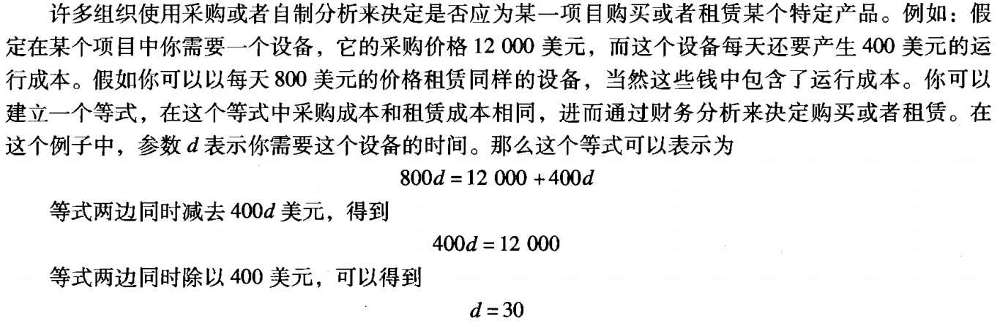 许多组织使用采购或者自制分析来决定是否应为某一项目购买或者租赁某个特定产品。例如：假
定在某个项目中你需要一个设备，它的采购价格 12 000 美元，而这个设备每天还要产生 400 美元的运
行成本。假如你可以以每天 800 美元的价格租赁同样的设备，当然这些钱中包含了运行成本。你可以
建立一个等式，在这个等式中采购成本和租赁成本相同，进而通过财务分析来决定购买或者租赁。在
这个例子中，参数 d 表示你需要这个设备的时间。那么这个等式可以表示为
800d = 12 000 + 400d
等式两边同时减去 400d 美元，得到
400d = 12 000
等式两边同时除以 400 美元，可以得到
d = 30